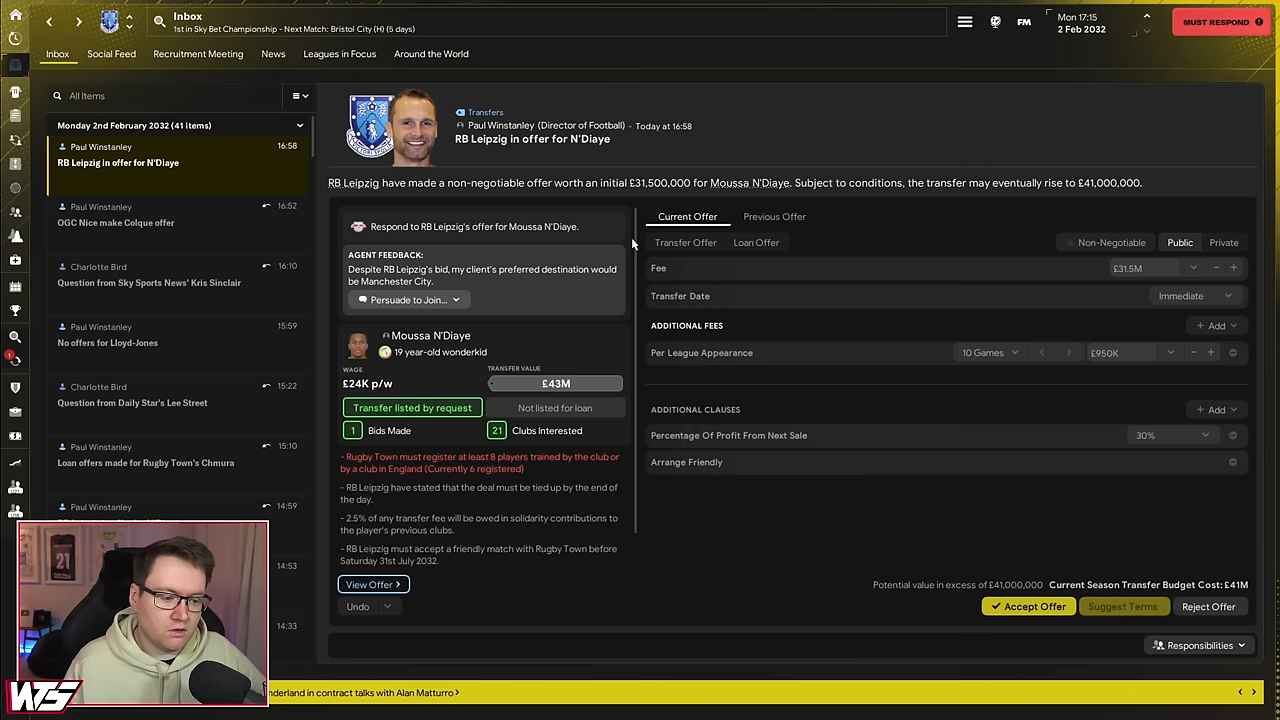 Inbox
1st in Sky Bet Championship - Next Match: Bristol City (H) (5 days)
FM
Mon 17:15
2 Feb 2032
MUST RESPOND
Inbox
Social Feed
Recruitment Meeting
News
Leagues in Focus
Around the World
All Items
Monday 2nd February 2032 (41 items)
Paul Winstanley 16:58
RB Leipzig in offer for N'Diaye
Paul Winstanley 16:52
OGC Nice make Colque offer
Charlotte Bird 16:10
Question from Sky Sports News' Kris Sinclair
Paul Winstanley 15:59
No offers for Lloyd-Jones
Charlotte Bird 15:22
Question from Daily Star's Lee Street
Paul Winstanley 15:10
Loan offers made for Rugby Town's Chmura
Paul Winstanley 14:59
14:53
14:33
Transfers
Paul Winstanley (Director of Football) - Today at 16:58
RB Leipzig in offer for N'Diaye
RB Leipzig have made a non-negotiable offer worth an initial £31,500,000 for Moussa N'Diaye. Subject to conditions, the transfer may eventually rise to £41,000,000.
Respond to RB Leipzig's offer for Moussa N'Diaye.
AGENT FEEDBACK:
Despite RB Leipzig's bid, my client's preferred destination would
be Manchester City.
Persuade to Join...
Moussa N'Diaye
19 year-old wonderkid
WAGE
£24K p/w
TRANSFER VALUE
£43M
Transfer listed by request
Not listed for loan
1 Bids Made
21 Clubs Interested
- Rugby Town must register at least 8 players trained by the club or
by a club in England (Currently 6 registered)
- RB Leipzig have stated that the deal must be tied up by the end of
the day.
- 2.5% of any transfer fee will be owed in solidarity contributions to
the player's previous clubs.
- RB Leipzig must accept a friendly match with Rugby Town before
Saturday 31st July 2032.
View Offer
Undo
Current Offer
Previous Offer
Transfer Offer
Loan Offer
Non-Negotiable
Public
Private
Fee
£31.5M
Transfer Date
Immediate
ADDITIONAL FEES
+ Add
Per League Appearance
10 Games
£950K
ADDITIONAL CLAUSES
+ Add
Percentage Of Profit From Next Sale
30%
Arrange Friendly
Potential value in excess of £41,000,000
Current Season Transfer Budget Cost: £41M
Accept Offer
Suggest Terms
Reject Offer
Responsibilities
nderland in contract talks with Alan Matturro
21
WTS